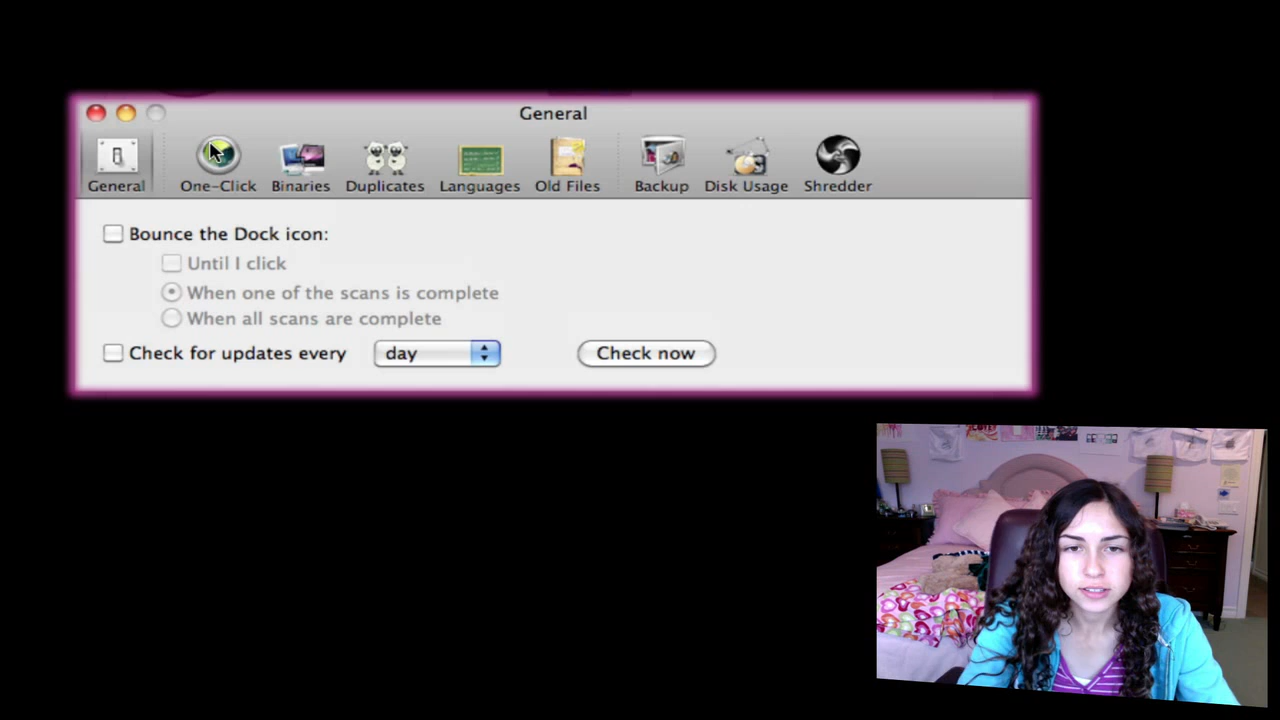 General
General One-Click Binaries Duplicates Languages Old Files Backup Disk Usage Shredder
Bounce the Dock icon:
Until I click
When one of the scans is complete
When all scans are complete
Check for updates every day Check now